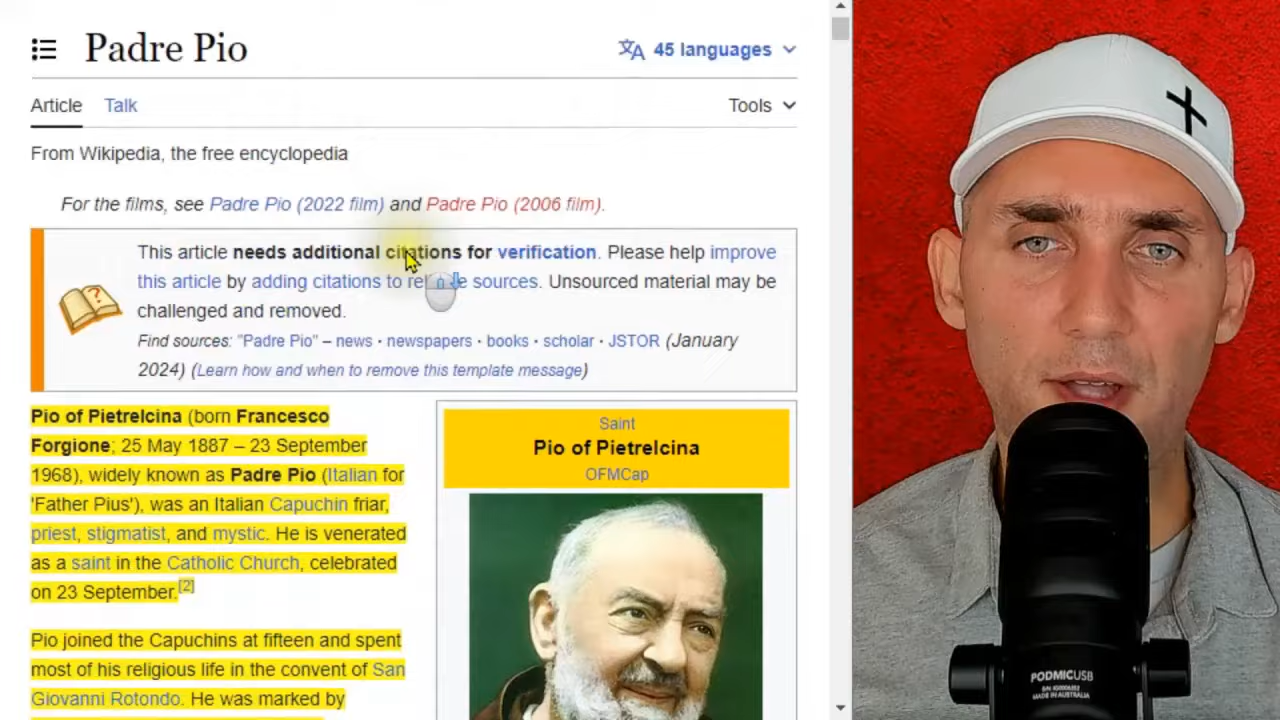 Padre Pio
45 languages
Article Talk Tools
From Wikipedia, the free encyclopedia
For the films, see Padre Pio (2022 film) and Padre Pio (2006 film).
This article needs additional citations for verification. Please help improve
this article by adding citations to sources. Unsourced material may be
challenged and removed.
Find sources: "Padre Pio" – news · newspapers · books · scholar · JSTOR (January
2024) (Learn how and when to remove this template message)
Pio of Pietrelcina (born Francesco
Forgione; 25 May 1887 – 23 September
1968), widely known as Padre Pio (Italian for
'Father Pius'), was an Italian Capuchin friar,
priest, stigmatist, and mystic. He is venerated
as a saint in the Catholic Church, celebrated
on 23 September.[2]
Pio joined the Capuchins at fifteen and spent
most of his religious life in the convent of San
Giovanni Rotondo. He was marked by
Saint
Pio of Pietrelcina
OFMCap
PODMICUSB
MADE IN AUSTRALIA